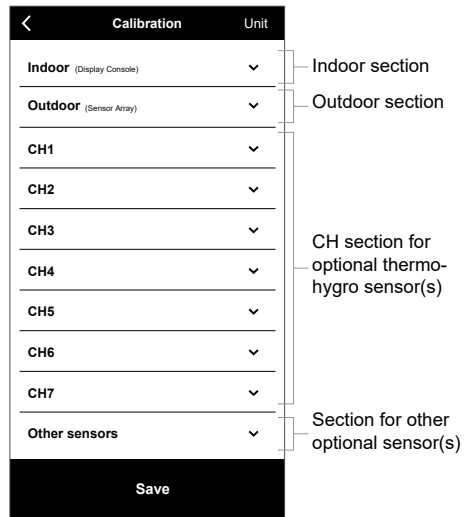 Calibration Unit
Indoor (Display Console)
Indoor section
Outdoor (Sensor Array)
Outdoor section
CH1
CH2
CH3
CH4
CH5
CH6
CH7
CH section for
optional thermo-
hygro sensor(s)
Other sensors
Section for other
optional sensor(s)
Save